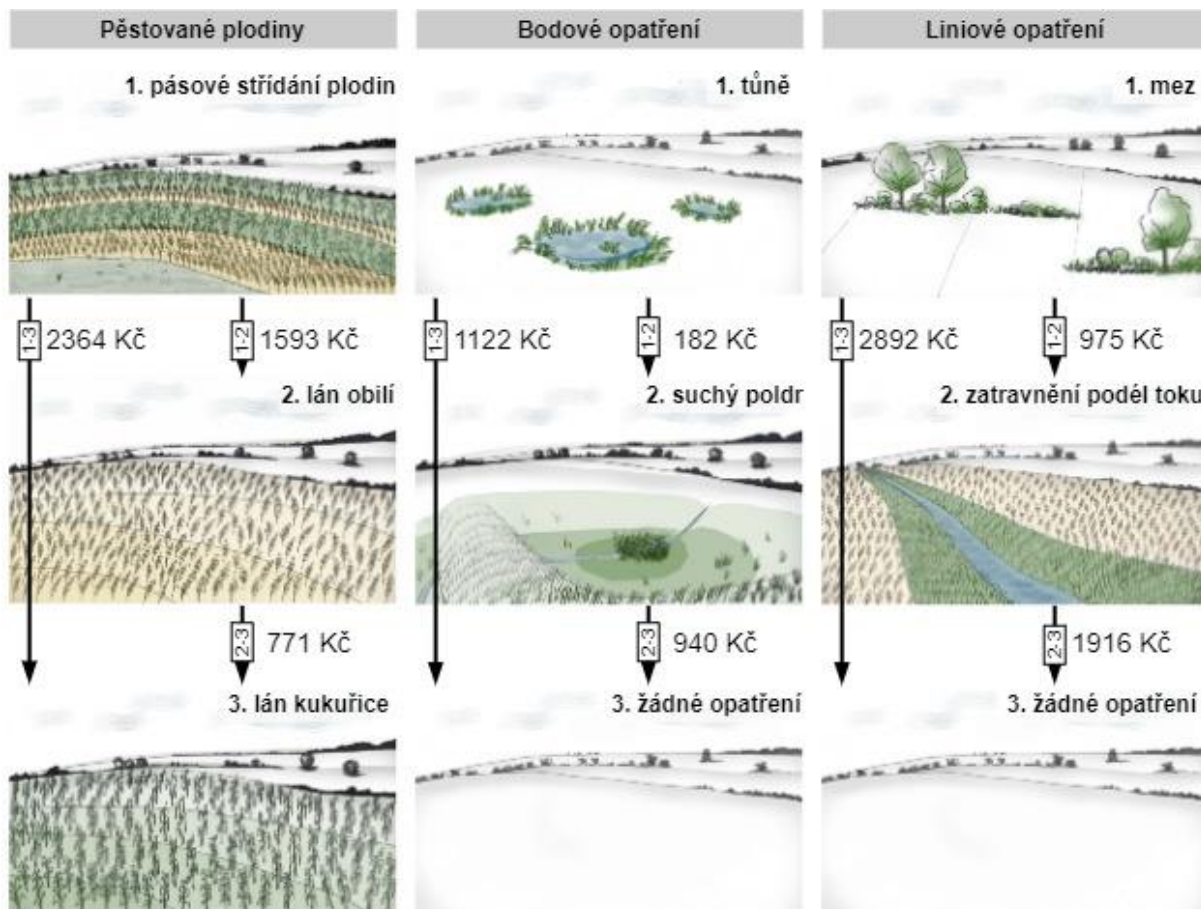 Pěstované plodiny
Bodové opatření
Liniové opatření
1. pásové střídání plodin
1. tůně
1. mez
1-3
2364 Kč
1-2
1593 Kč
1-3
1122 Kč
1-2
182 Kč
1-3
2892 Kč
1-2
975 Kč
2. lán obilí
2. suchý poldr
2. zatravnění podél toku
2-3
771 Kč
2-3
940 Kč
2-3
1916 Kč
3. lán kukuřice
3. žádné opatření
3. žádné opatření